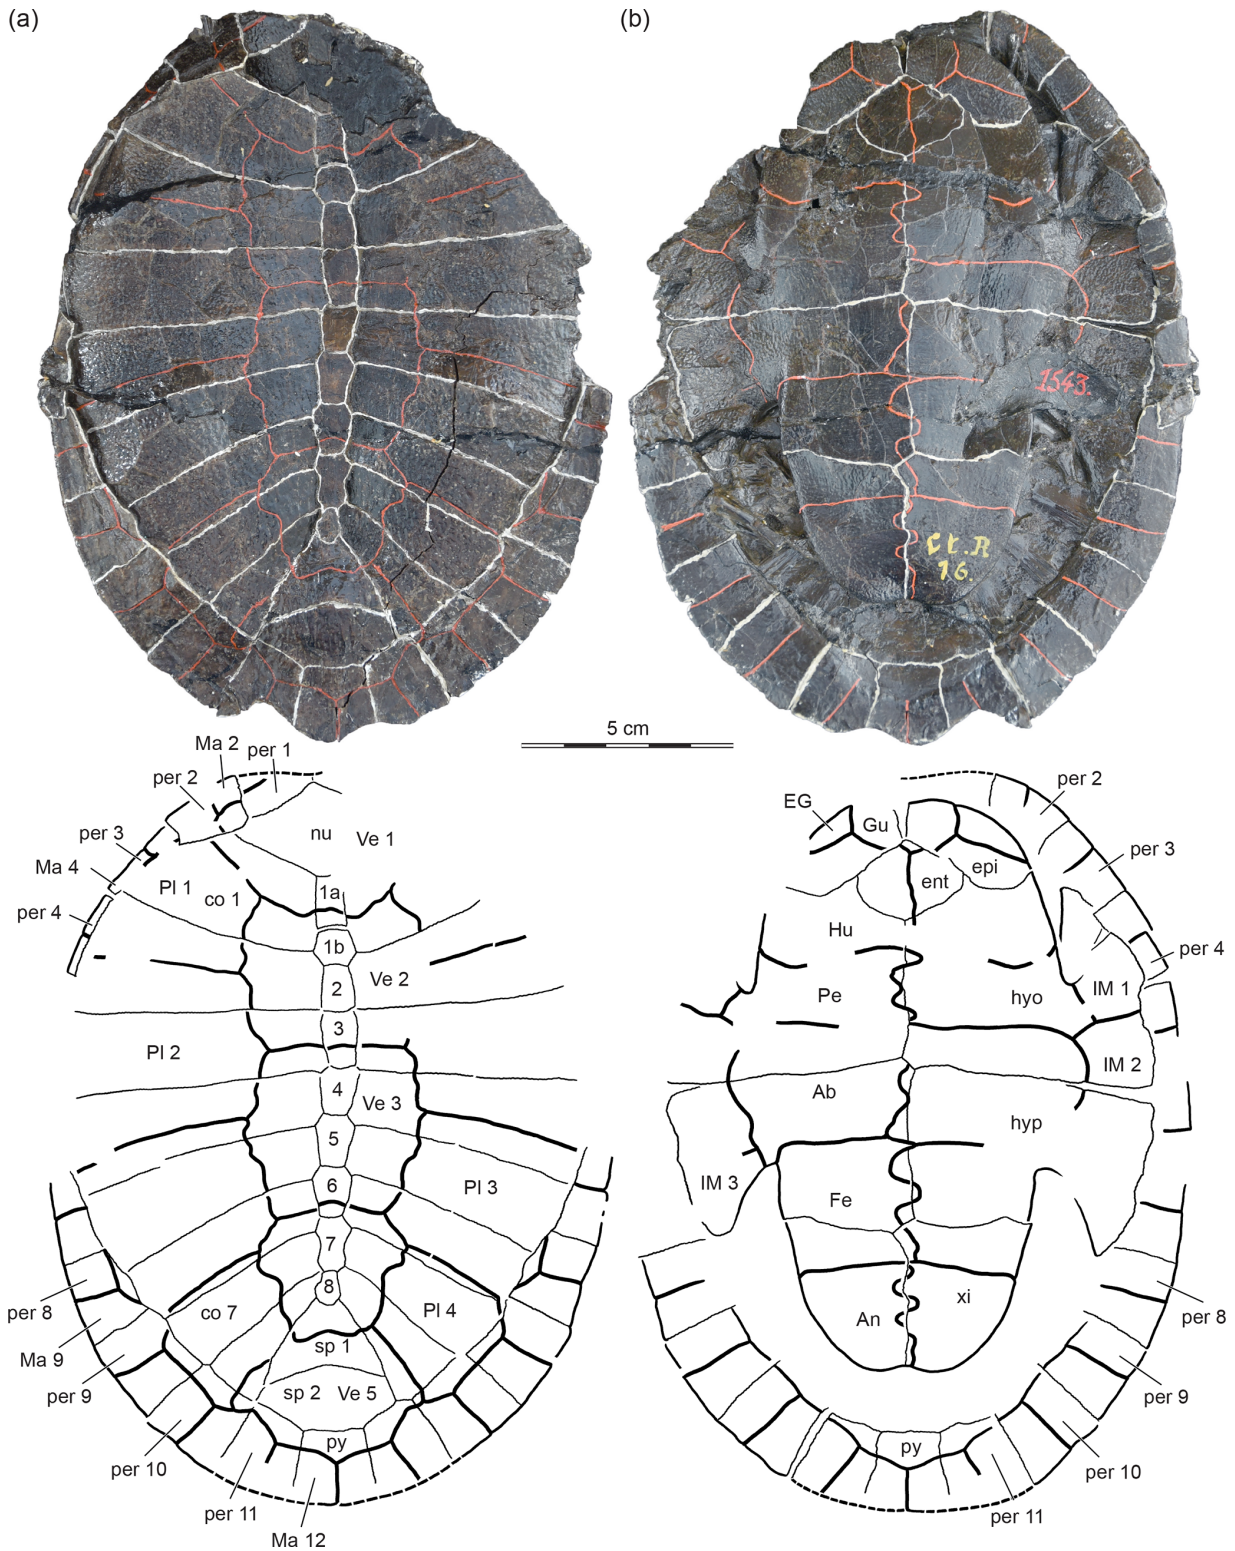 (a)
(b)
1543.
Ct. R
16.
5 cm
Ma 2
per 1
per 2
per 3
Ma 4
per 4
nu
Ve 1
Pl 1
co 1
1a
1b
2
Ve 2
3
Pl 2
4
Ve 3
5
6
Pl 3
7
8
co 7
Pl 4
per 8
Ma 9
per 9
sp 1
sp 2
Ve 5
py
per 10
per 11
Ma 12
per 2
EG
Gu
per 3
epi
ent
Hu
per 4
Pe
hyo
IM 1
IM 2
Ab
hyp
IM 3
Fe
xi
An
per 8
per 9
py
per 10
per 11